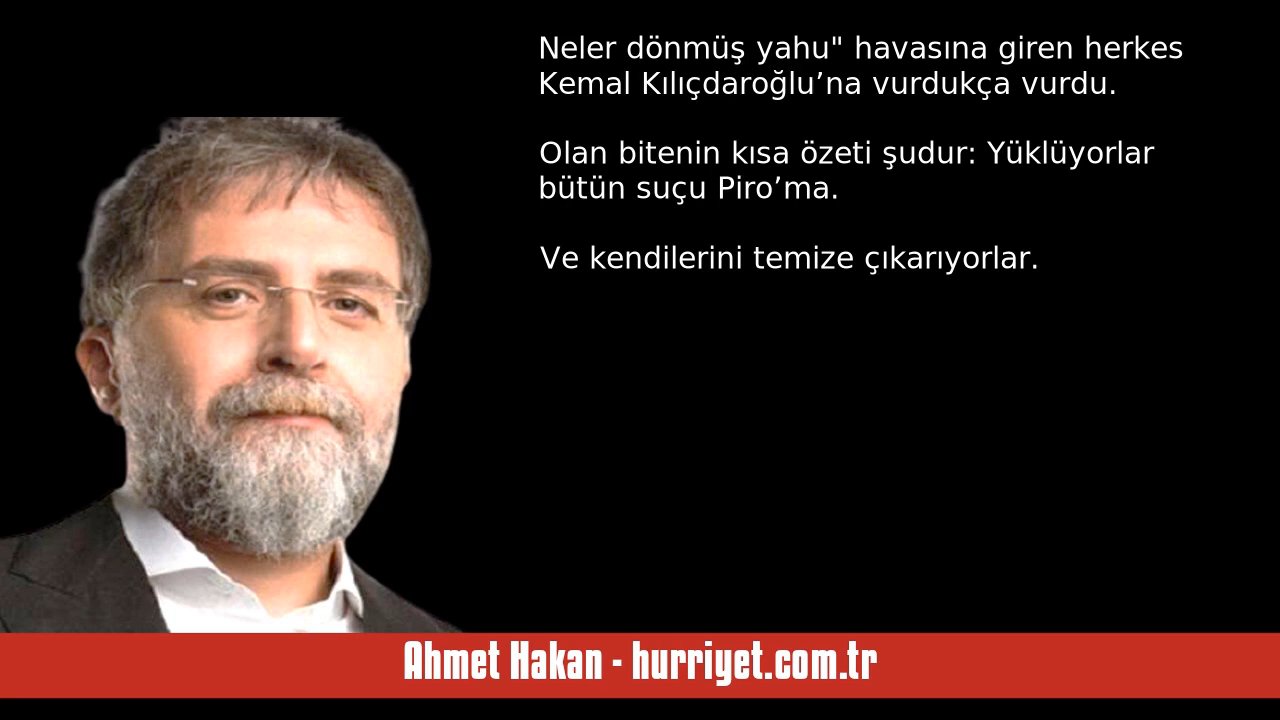 Neler dönmüş yahu" havasına giren herkes
Kemal Kılıçdaroğlu’na vurdukça vurdu.
Olan bitenin kısa özeti şudur: Yüklüyorlar
bütün suçu Piro’ma.
Ve kendilerini temize çıkarıyorlar.
Ahmet Hakan - hurriyet.com.tr